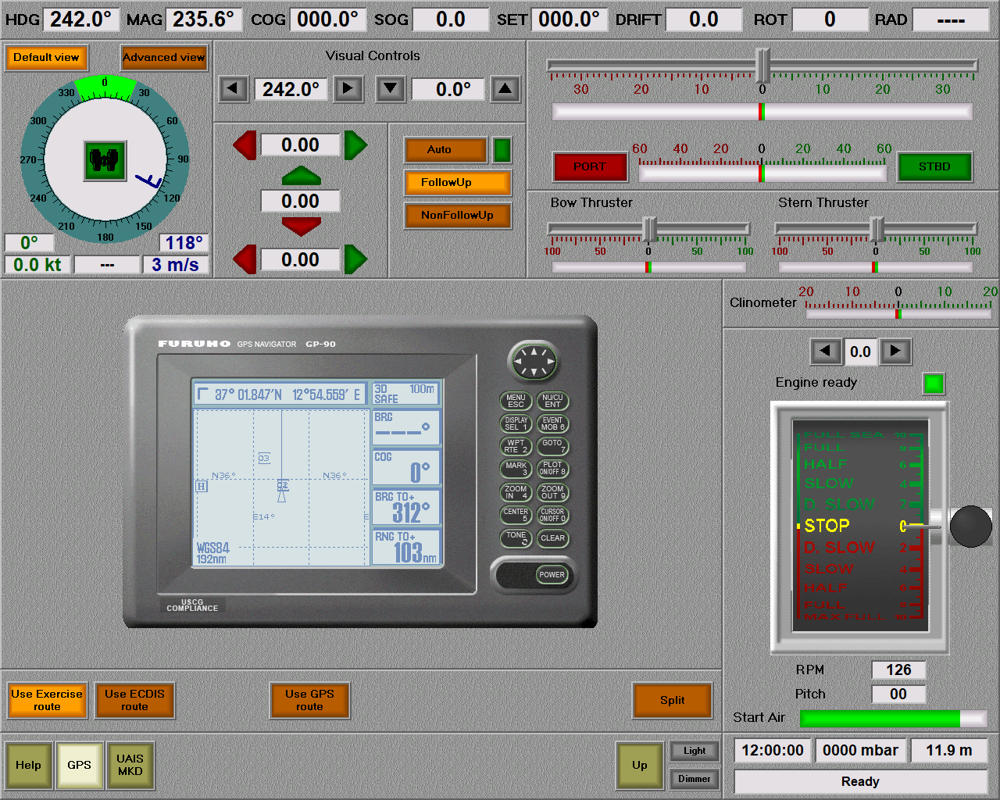 HDG 242.0° MAG 235.6° COG 000.0° SOG 0.0 SET 000.0° DRIFT 0.0 ROT 0 RAD ----
Default view Advanced view
0
30
60
90
120
150
180
210
240
270
300
330
0° 118°
0.0 kt --- 3 m/s
Visual Controls
242.0° 0.0°
0.00
0.00
0.00
Auto
FollowUp
NonFollowUp
30 20 10 0 10 20 30
60 40 20 0 20 40 60
PORT STBD
Bow Thruster Stern Thruster
100 50 0 50 100 100 50 0 50 100
Clinometer 20 10 0 10 20
FURUNO GPS NAVIGATOR GP-90
37° 01.847'N 12°54.559' E
3D 100m
SAFE
BRG
---°
COG
0°
BRG TO+
312°
RNG TO+
103nm
03
N36° N36°
H
E14° E
WGS84
192nm
USCG
COMPLIANCE
MENU
ESC
NU/CU
ENT
DISPLAY
SEL 1
EVENT
MOB 6
WPT
RTE 2
GOTO
7
MARK
3
PLOT
ON/OFF 8
ZOOM
IN 4
ZOOM
OUT 9
CENTER
5
CURSOR
ON/OFF 0
TONE
CLEAR
POWER
0.0
Engine ready
FULL SEA 10
FULL 8
HALF 6
SLOW 4
D. SLOW 2
STOP 0
D. SLOW 2
SLOW 4
HALF 6
FULL 8
MAX FULL 10
RPM 126
Pitch 00
Start Air
Use Exercise
route
Use ECDIS
route
Use GPS
route
Split
Help
GPS
UAIS
MKD
Up
Light
Dimmer
12:00:00 0000 mbar 11.9 m
Ready